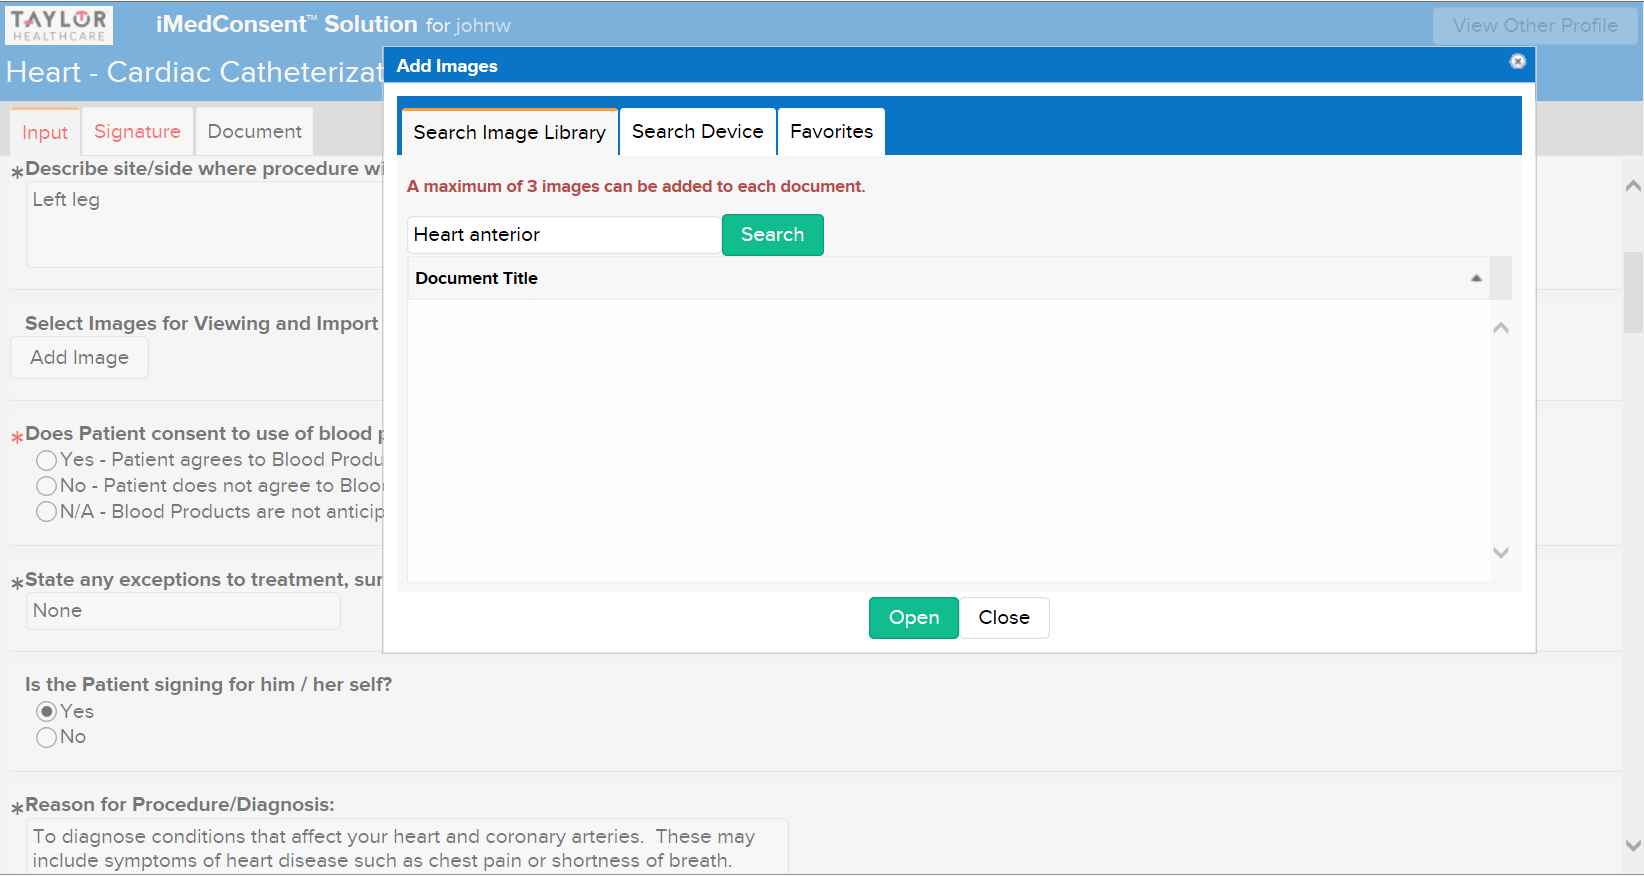 TAYLOR
HEALTHCARE
iMedConsent™ Solution for johnw
View Other Profile
Heart - Cardiac Catheterizat
Input
Signature
Document
Add Images
Search Image Library
Search Device
Favorites
A maximum of 3 images can be added to each document.
Heart anterior
Search
Document Title
Open
Close
*Describe site/side where procedure wi
Left leg
Select Images for Viewing and Import
Add Image
*Does Patient consent to use of blood p
Yes - Patient agrees to Blood Produ
No - Patient does not agree to Bloo
N/A - Blood Products are not anticip
*State any exceptions to treatment, sur
None
Is the Patient signing for him / her self?
Yes
No
*Reason for Procedure/Diagnosis:
To diagnose conditions that affect your heart and coronary arteries. These may
include symptoms of heart disease such as chest pain or shortness of breath.